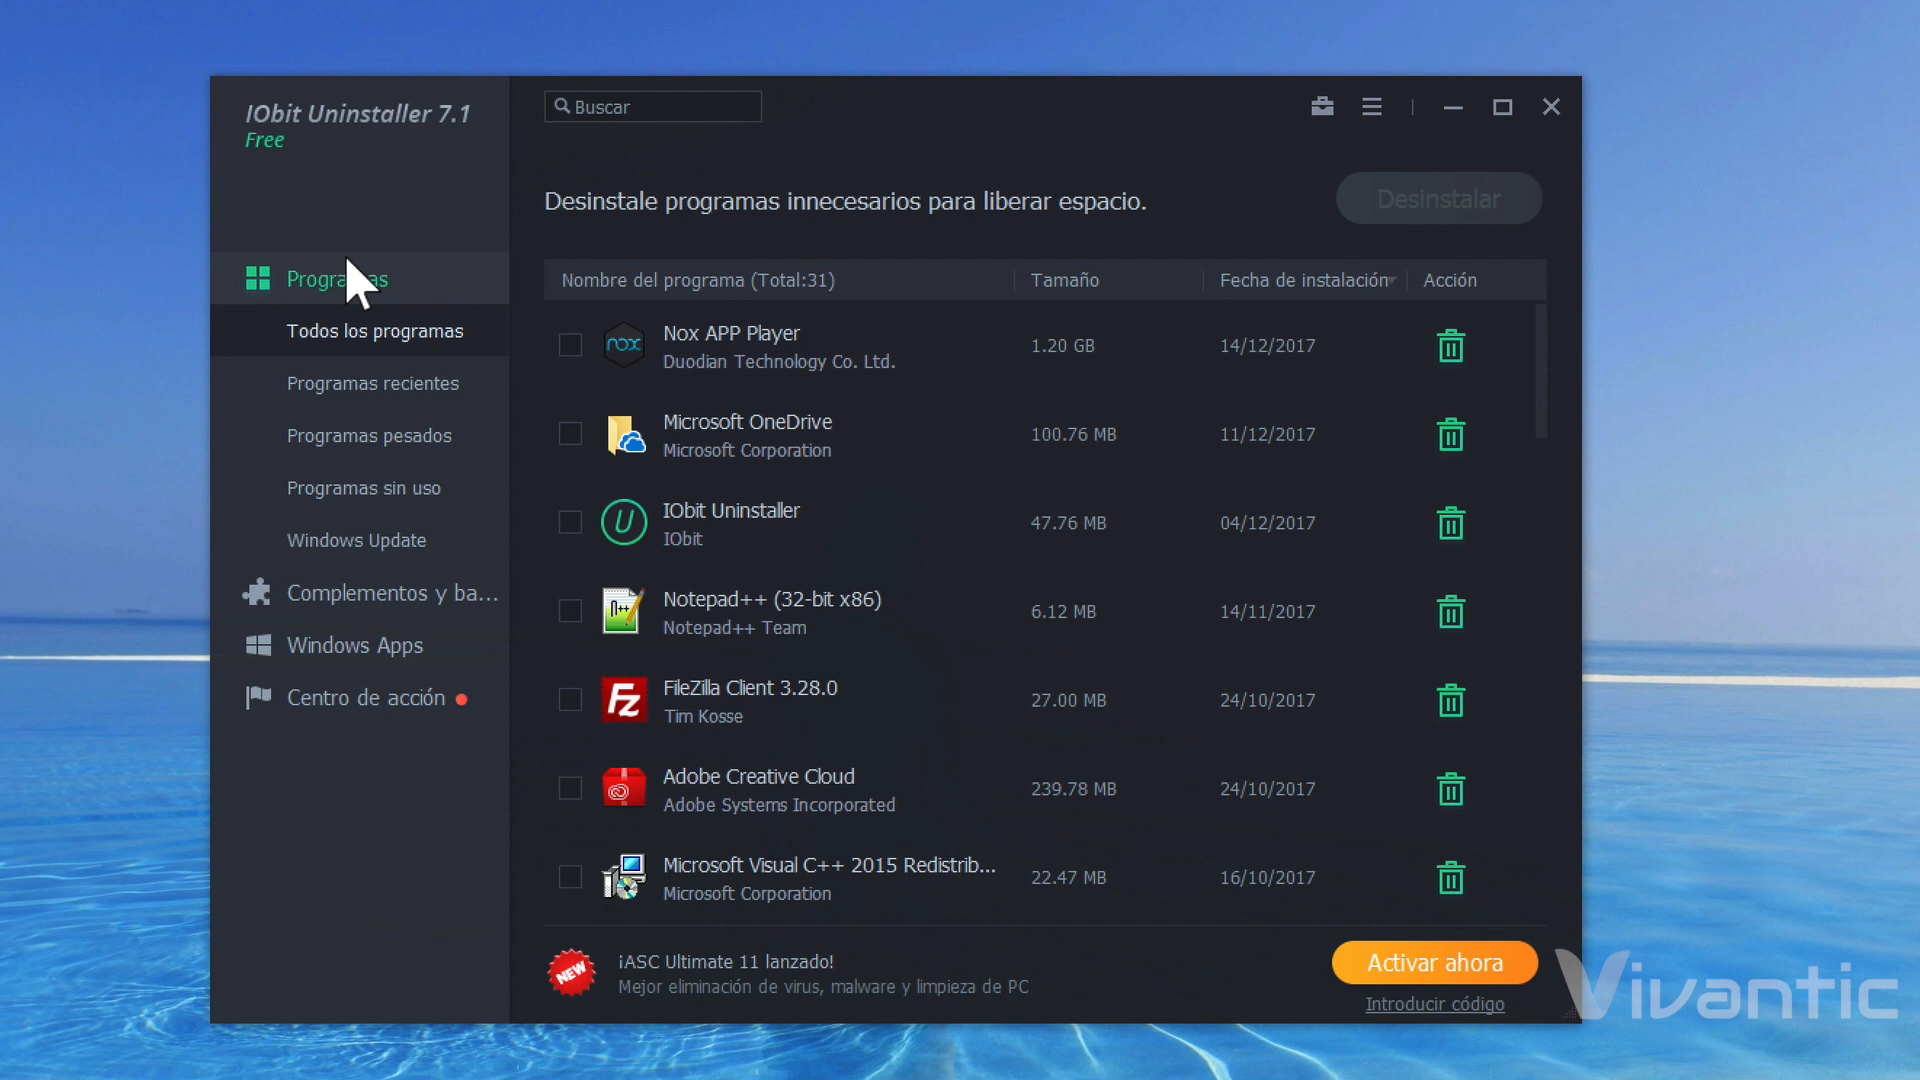 IObit Uninstaller 7.1
Free
Buscar
Desinstale programas innecesarios para liberar espacio.
Desinstalar
Programas
Todos los programas
Programas recientes
Programas pesados
Programas sin uso
Windows Update
Complementos y ba...
Windows Apps
Centro de acción
Nombre del programa (Total:31) Tamaño Fecha de instalación Acción
nox
Nox APP Player
Duodian Technology Co. Ltd.
1.20 GB 14/12/2017
Microsoft OneDrive
Microsoft Corporation
100.76 MB 11/12/2017
U
IObit Uninstaller
IObit
47.76 MB 04/12/2017
n++
Notepad++ (32-bit x86)
Notepad++ Team
6.12 MB 14/11/2017
Fz
FileZilla Client 3.28.0
Tim Kosse
27.00 MB 24/10/2017
Adobe Creative Cloud
Adobe Systems Incorporated
239.78 MB 24/10/2017
Microsoft Visual C++ 2015 Redistrib...
Microsoft Corporation
22.47 MB 16/10/2017
NEW
¡ASC Ultimate 11 lanzado!
Mejor eliminación de virus, malware y limpieza de PC
Activar ahora
Introducir código
Vivantic